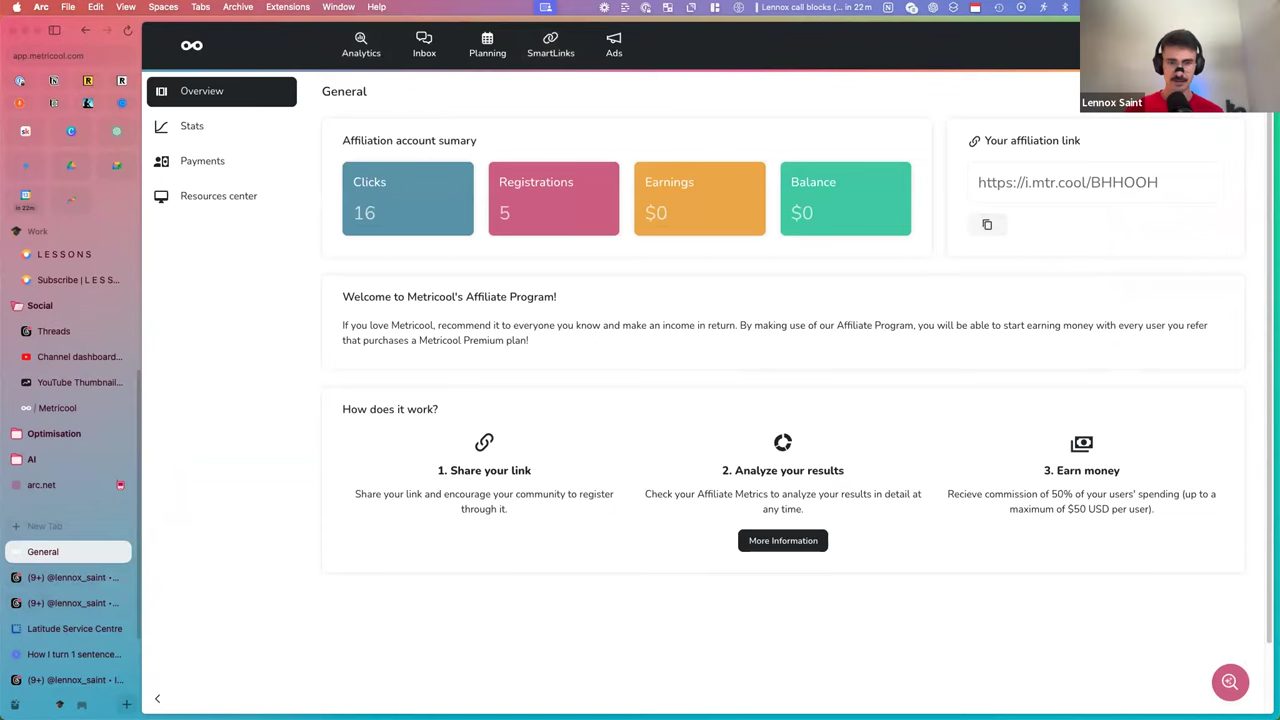 Arc File Edit View Spaces Tabs Archive Extensions Window Help
Lennox call blocks (… in 22 m
app.metricool.com
in 22m
Work
L E S S O N S
Subscribe | L E S S...
Social
Threads
Channel dashboard...
YouTube Thumbnail...
/ Metricool
Optimisation
AI
arc.net
New Tab
General
(9+) @lennox_saint •...
(9+) @lennox_saint •...
Latitude Service Centre
How I turn 1 sentence...
(9+) @lennox_saint • I...
Analytics
Inbox
Planning
SmartLinks
Ads
Lennox Saint
Overview
Stats
Payments
Resources center
General
Affiliation account sumary
Clicks
16
Registrations
5
Earnings
$0
Balance
$0
Your affiliation link
https://i.mtr.cool/BHHOOH
Welcome to Metricool's Affiliate Program!
If you love Metricool, recommend it to everyone you know and make an income in return. By making use of our Affiliate Program, you will be able to start earning money with every user you refer
that purchases a Metricool Premium plan!
How does it work?
1. Share your link
Share your link and encourage your community to register
through it.
2. Analyze your results
Check your Affiliate Metrics to analyze your results in detail at
any time.
More Information
3. Earn money
Recieve commission of 50% of your users' spending (up to a
maximum of $50 USD per user).